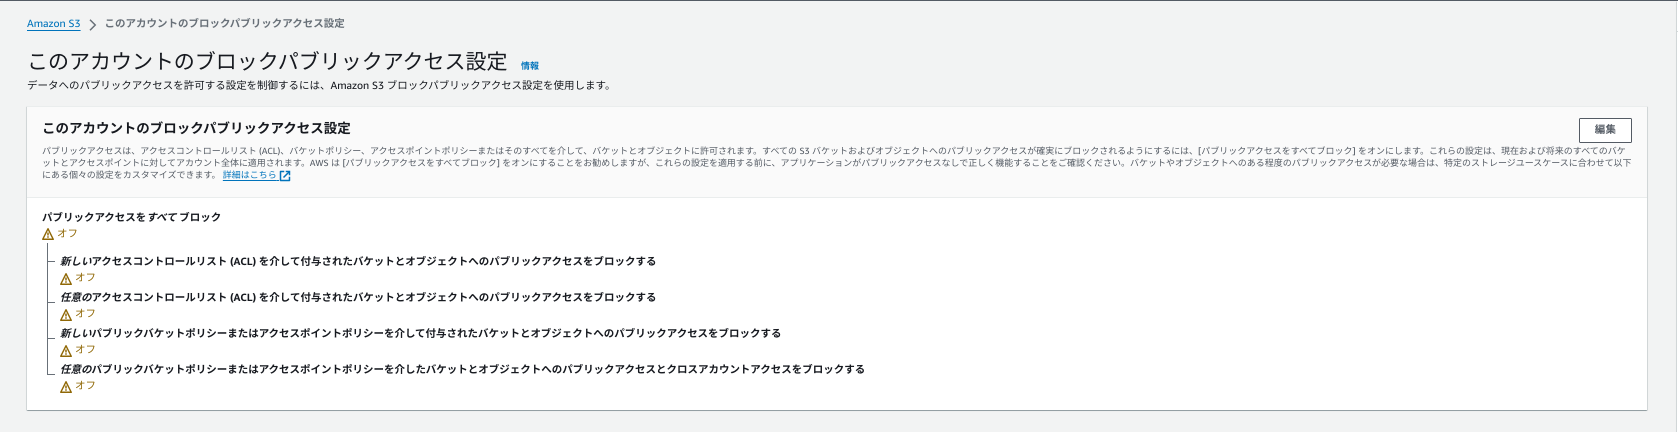 Amazon S3 > このアカウントのブロックパブリックアクセス設定
このアカウントのブロックパブリックアクセス設定 情報
データへのパブリックアクセスを許可する設定を制御するには、Amazon S3 ブロックパブリックアクセス設定を使用します。
このアカウントのブロックパブリックアクセス設定
編集
パブリックアクセスは、アクセスコントロールリスト (ACL)、バケットポリシー、アクセスポイントポリシーまたはそのすべてを介して、バケットとオブジェクトに許可されます。すべての S3 バケットおよびオブジェクトへのパブリックアクセスが確実にブロックされるようにするには、[パブリックアクセスをすべてブロック] をオンにします。これらの設定は、現在および将来のすべてのバケ
ットとアクセスポイントに対してアカウント全体に適用されます。AWS は [パブリックアクセスをすべてブロック] をオンにすることをお勧めしますが、これらの設定を適用する前に、アプリケーションがパブリックアクセスなしで正しく機能することをご確認ください。バケットやオブジェクトへのある程度のパブリックアクセスが必要な場合は、特定のストレージユースケースに合わせて以下
にある個々の設定をカスタマイズできます。 詳細はこちら
パブリックアクセスをすべてブロック
オフ
新しいアクセスコントロールリスト (ACL) を介して付与されたバケットとオブジェクトへのパブリックアクセスをブロックする
オフ
任意のアクセスコントロールリスト (ACL) を介して付与されたバケットとオブジェクトへのパブリックアクセスをブロックする
オフ
新しいパブリックバケットポリシーまたはアクセスポイントポリシーを介して付与されたバケットとオブジェクトへのパブリックアクセスをブロックする
オフ
任意のパブリックバケットポリシーまたはアクセスポイントポリシーを介したバケットとオブジェクトへのパブリックアクセスとクロスアカウントアクセスをブロックする
オフ